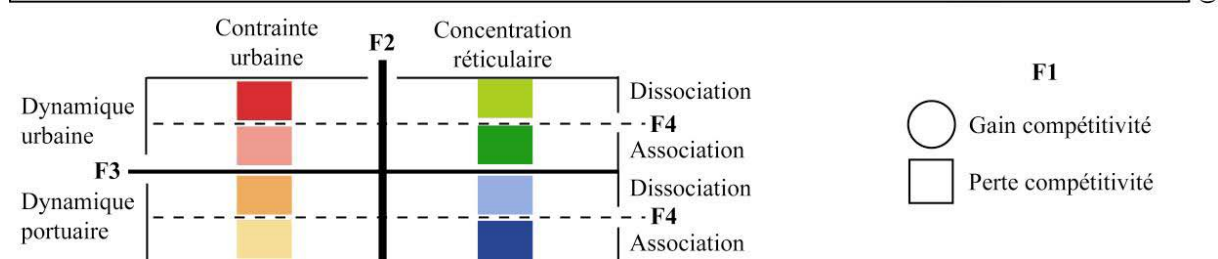 Contrainte
urbaine
F2
Concentration
réticulaire
F1
Dynamique
urbaine
Dissociation
F4
Association
Gain compétitivité
F3
Dynamique
portuaire
Dissociation
F4
Association
Perte compétitivité